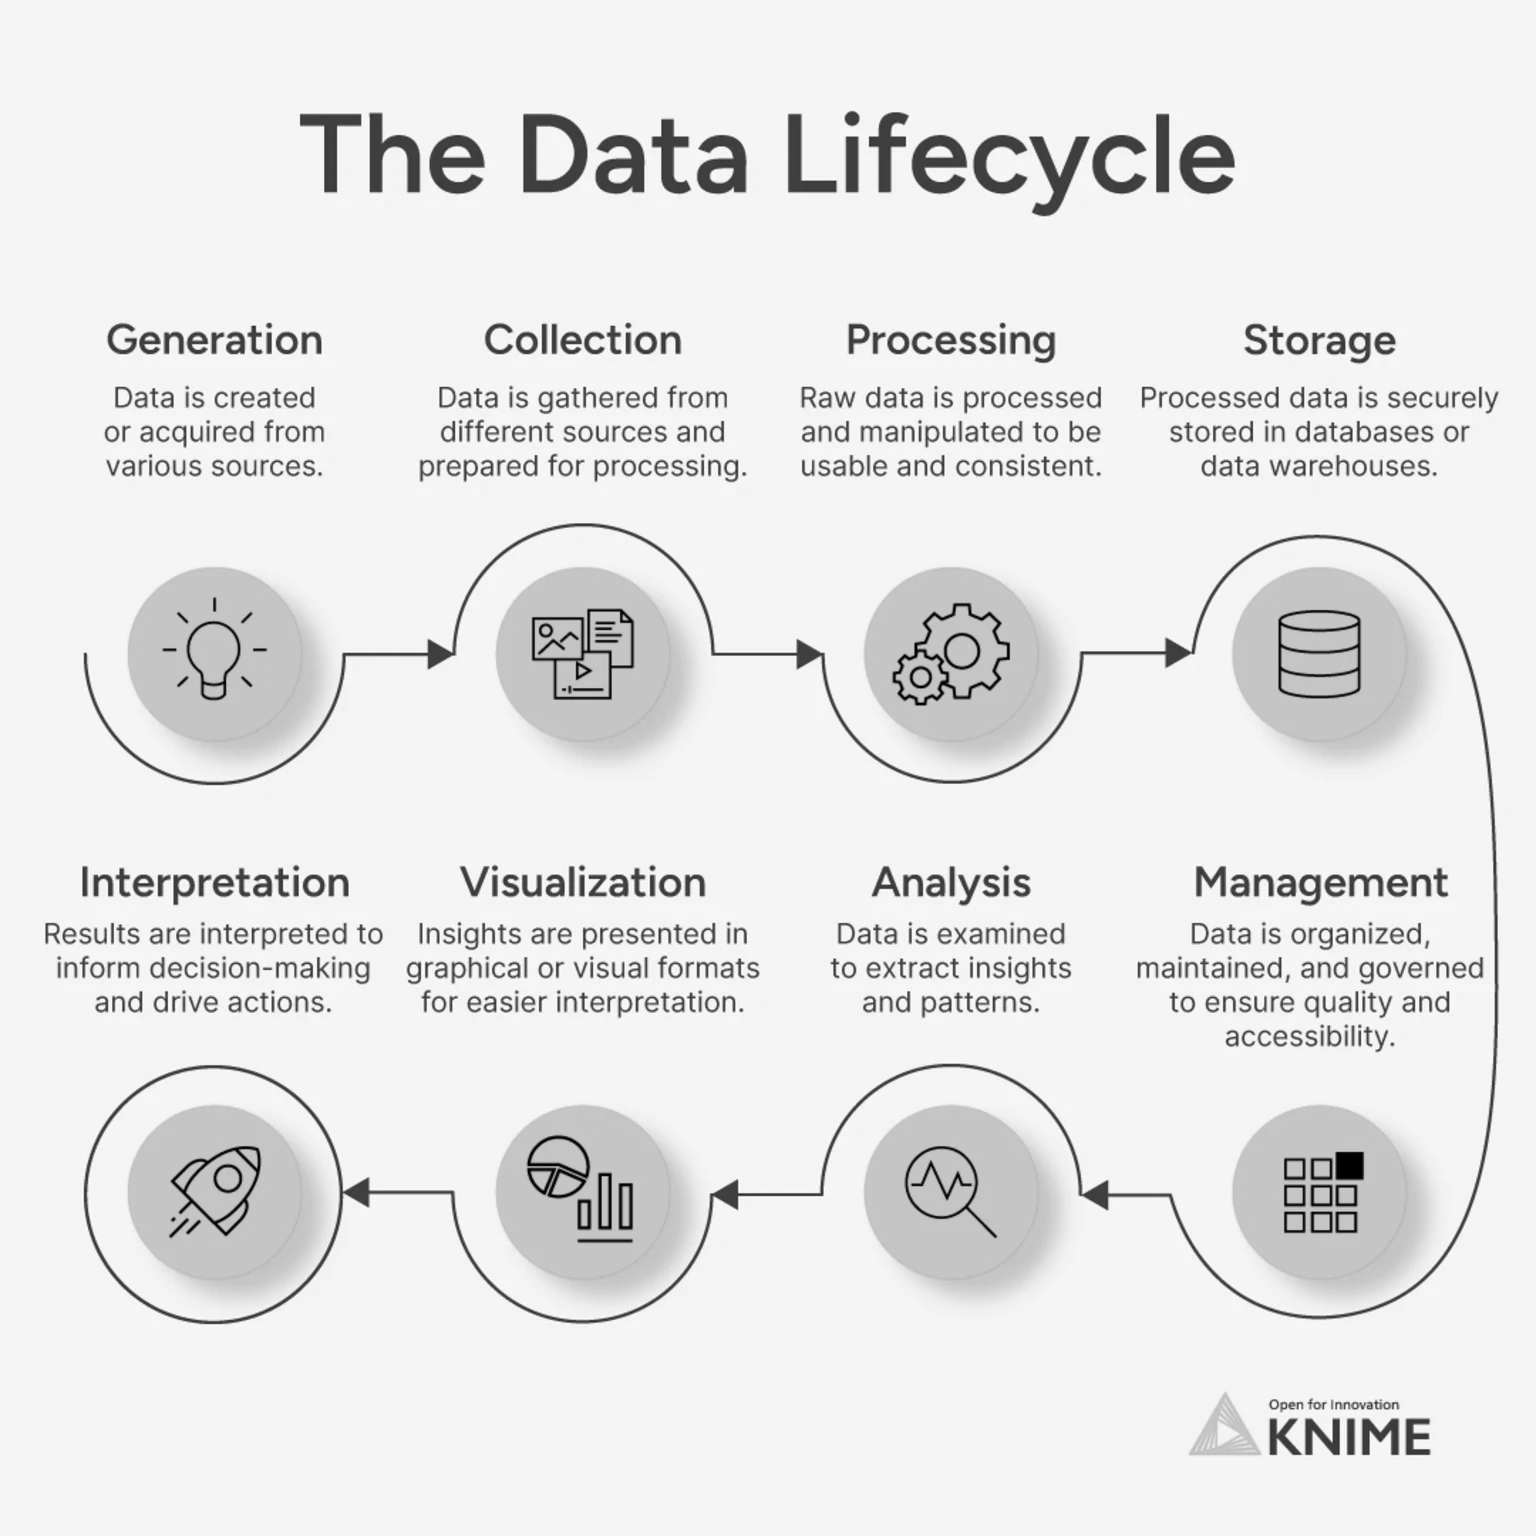 The Data Lifecycle
Generation
Data is created
or acquired from
various sources.
Collection
Data is gathered from
different sources and
prepared for processing.
Processing
Raw data is processed
and manipulated to be
usable and consistent.
Storage
Processed data is securely
stored in databases or
data warehouses.
Interpretation
Results are interpreted to
inform decision-making
and drive actions.
Visualization
Insights are presented in
graphical or visual formats
for easier interpretation.
Analysis
Data is examined
to extract insights
and patterns.
Management
Data is organized,
maintained, and governed
to ensure quality and
accessibility.
Open for Innovation
KNIME